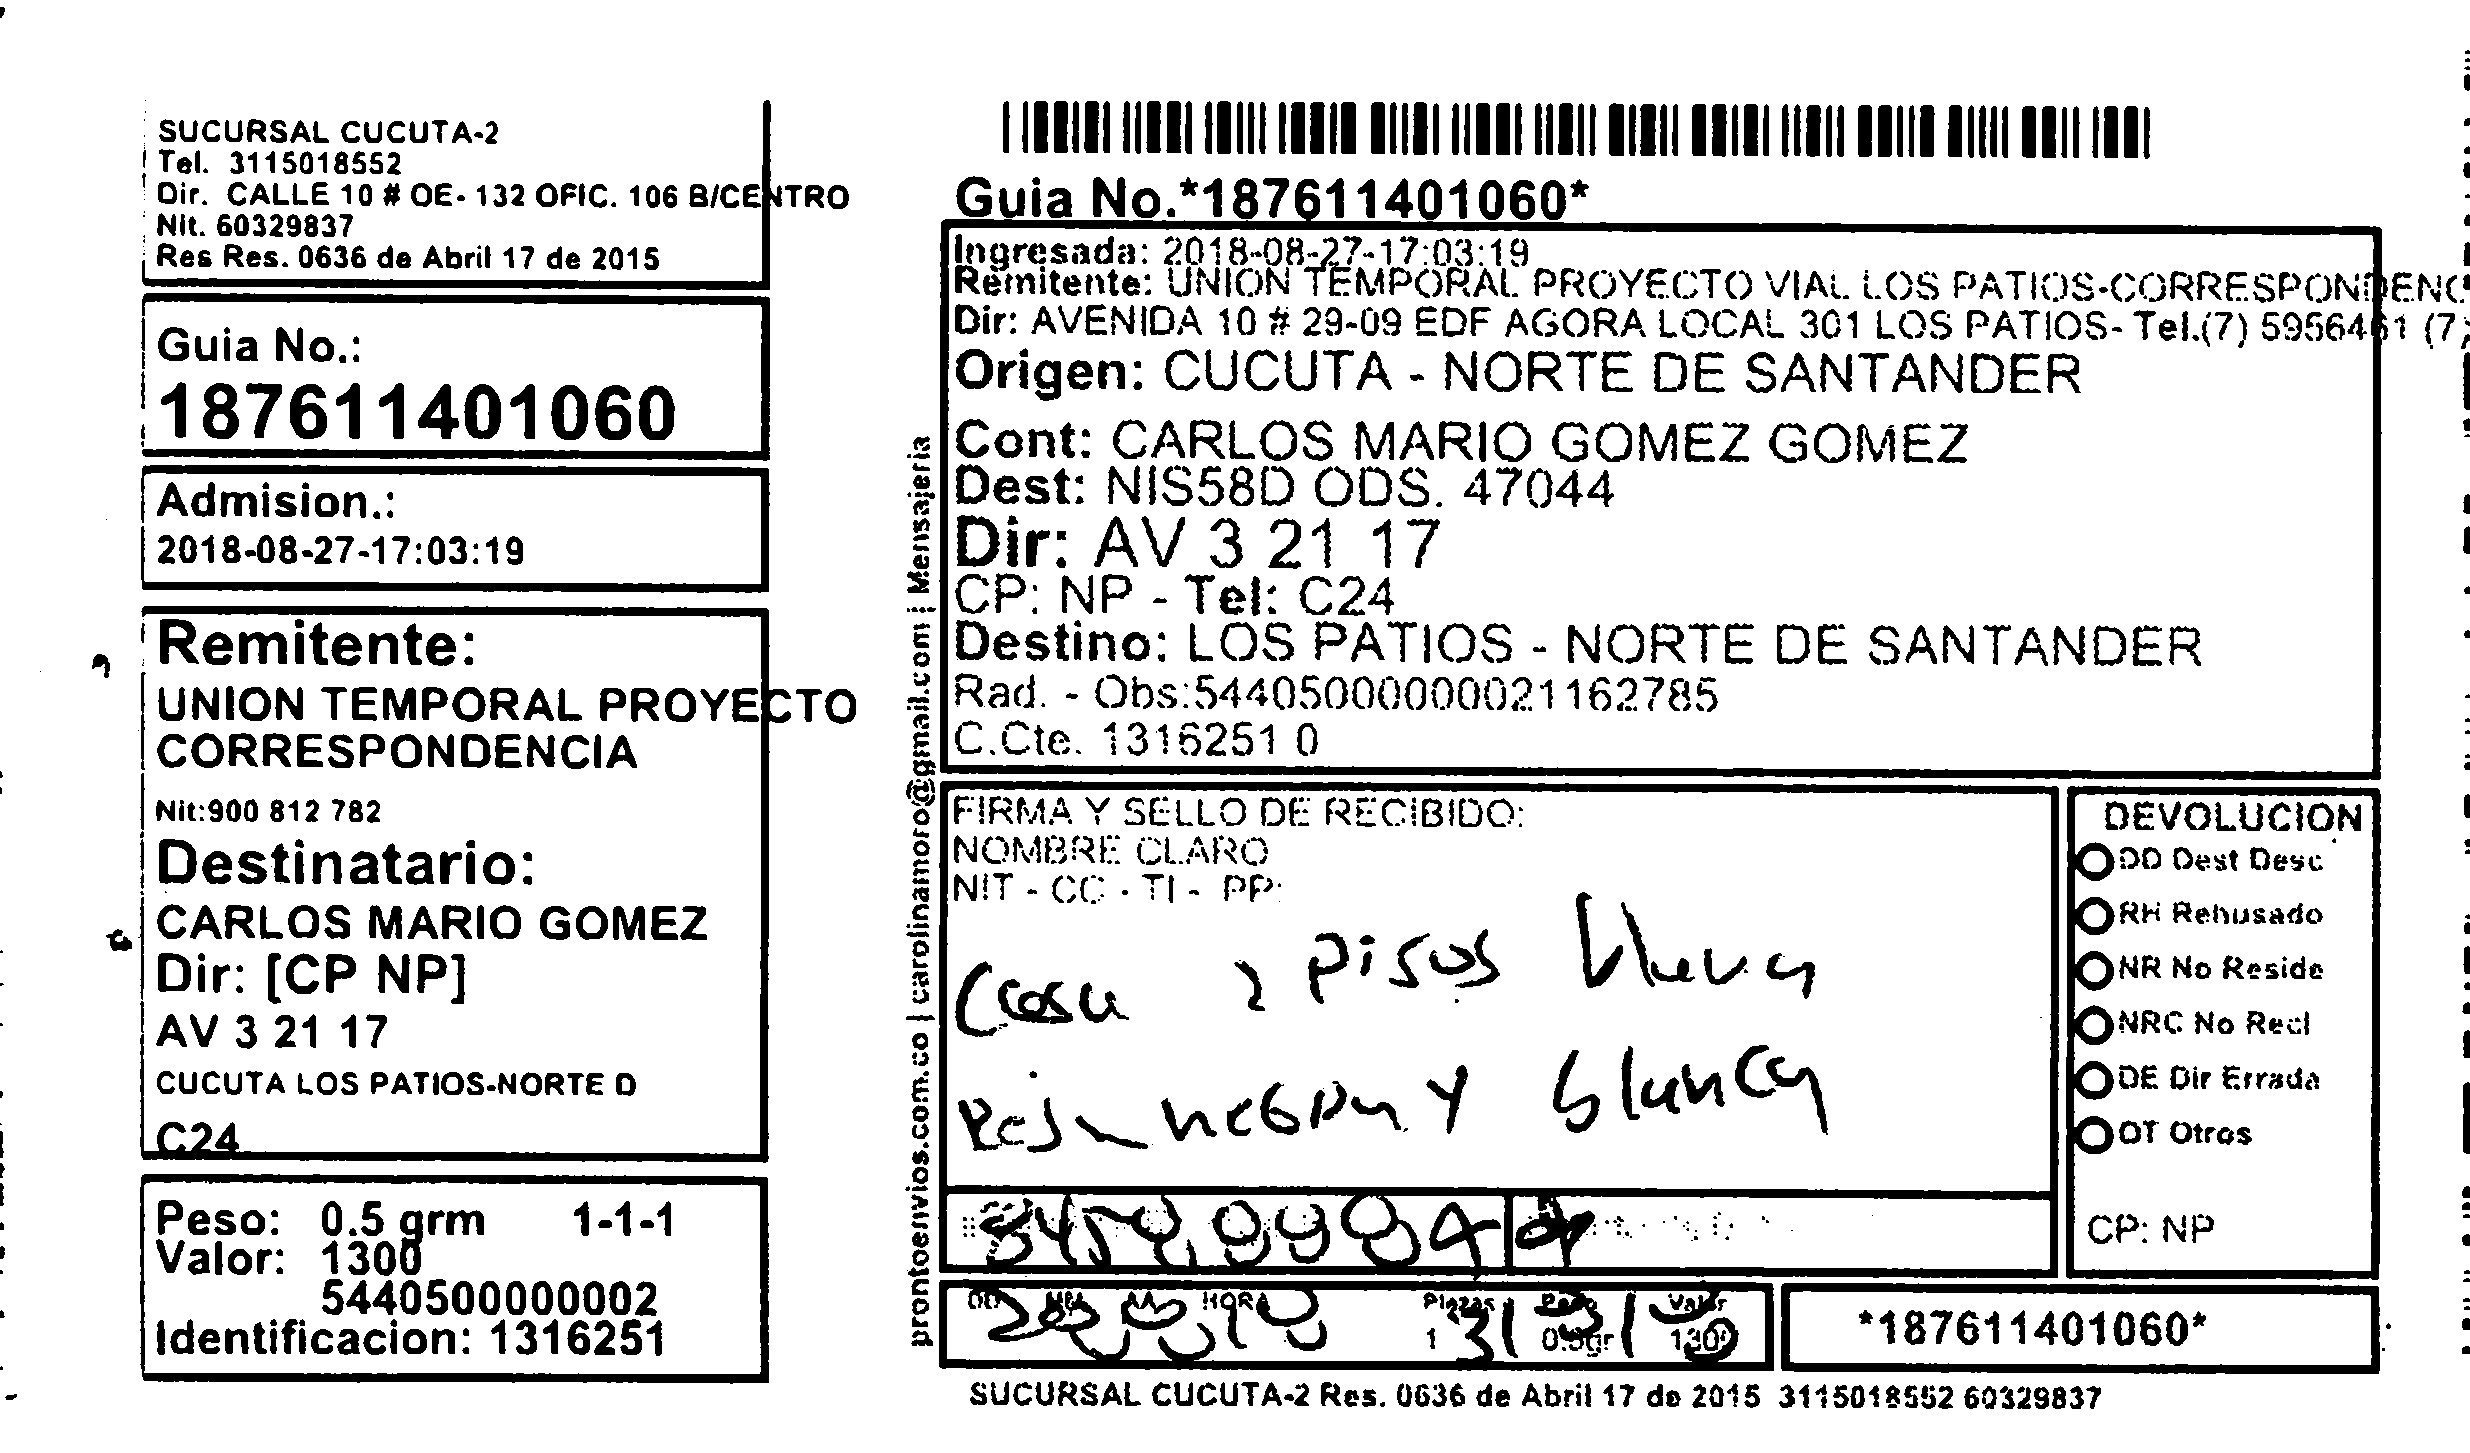 SUCURSAL CUCUTA-2
Tel. 3115018552
Dir. CALLE 10 # OE- 132 OFIC. 106 B/CENTRO
Nit. 60329837
Res Res. 0636 de Abril 17 de 2015
Guia No.:
187611401060
Admision.:
2018-08-27-17:03:19
Remitente:
UNION TEMPORAL PROYECTO
CORRESPONDENCIA
Nit:900 812 782
Destinatario:
CARLOS MARIO GOMEZ
Dir: [CP NP]
AV 3 21 17
CUCUTA LOS PATIOS-NORTE D
C24
Peso: 0.5 grm 1-1-1
Valor: 1300
5440500000002
Identificacion: 1316251
prontoenvios.com.co | carolinamoro@gmail.com | Mensajeria
Guia No.*187611401060*
Ingresada: 2018-08-27-17:03:19
Remitente: UNION TEMPORAL PROYECTO VIAL LOS PATIOS-CORRESPONDENC
Dir: AVENIDA 10 # 29-09 EDF AGORA LOCAL 301 LOS PATIOS- Tel.(7) 5956461 (7)
Origen: CUCUTA - NORTE DE SANTANDER
Cont: CARLOS MARIO GOMEZ GOMEZ
Dest: NIS58D ODS. 47044
Dir: AV 3 21 17
CP: NP - Tel: C24
Destino: LOS PATIOS - NORTE DE SANTANDER
Rad. - Obs:544050000000021162785
C.Cte. 1316251 0
FIRMA Y SELLO DE RECIBIDO:
NOMBRE CLARO
NIT - CC - TI - PP:
Casa 2 pisos
negra y blanca
DEVOLUCION
DD Dest Desc
RH Rehusado
NR No Reside
NRC No Recl
DE Dir Errada
OT Otros
CP: NP
DD MM AA HORA Piezas Peso Valor
1 0.5gr 1300
*187611401060*
SUCURSAL CUCUTA-2 Res. 0636 de Abril 17 de 2015 3115018552 60329837